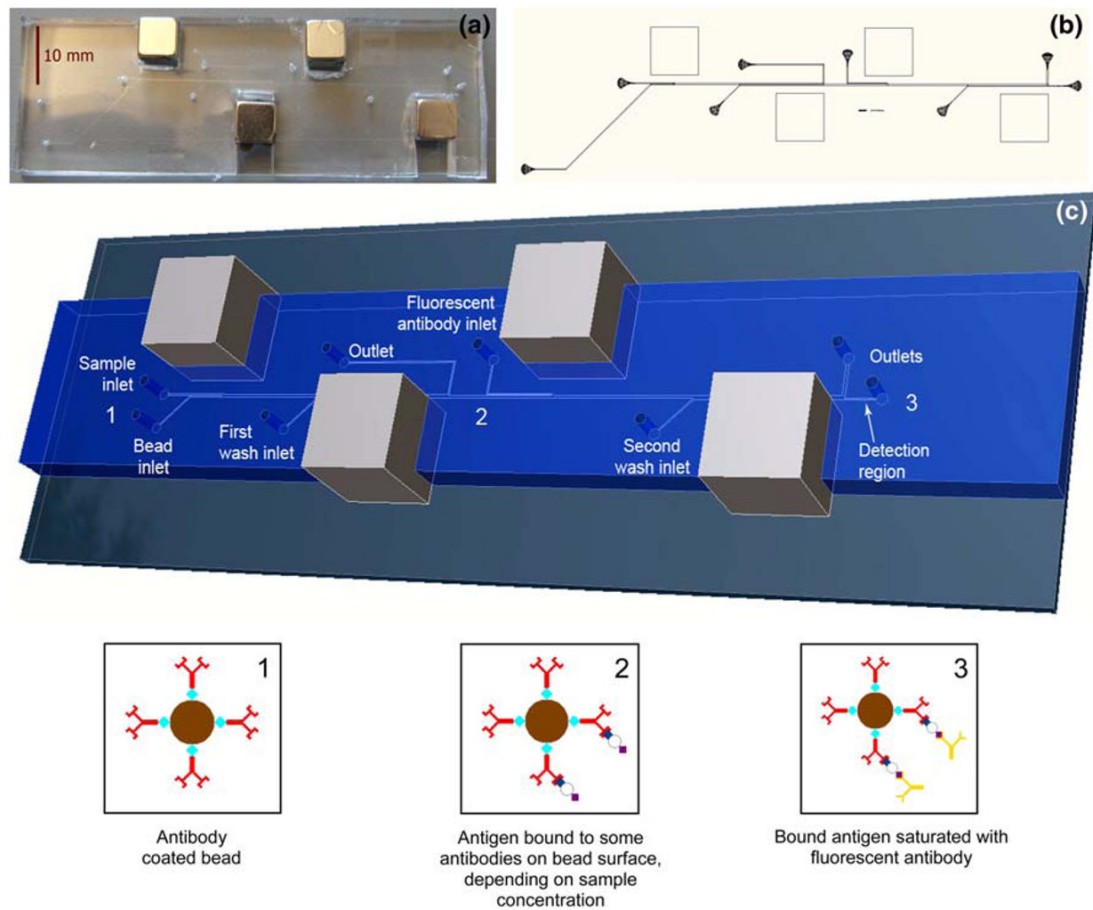 (a)
10 mm
(b)
(c)
Fluorescent
antibody inlet
Outlet
Outlets
Sample
inlet
1
2
3
Bead
inlet
First
wash inlet
Second
wash inlet
Detection
region
1
2
3
Antibody
coated bead
Antigen bound to some
antibodies on bead surface,
depending on sample
concentration
Bound antigen saturated with
fluorescent antibody